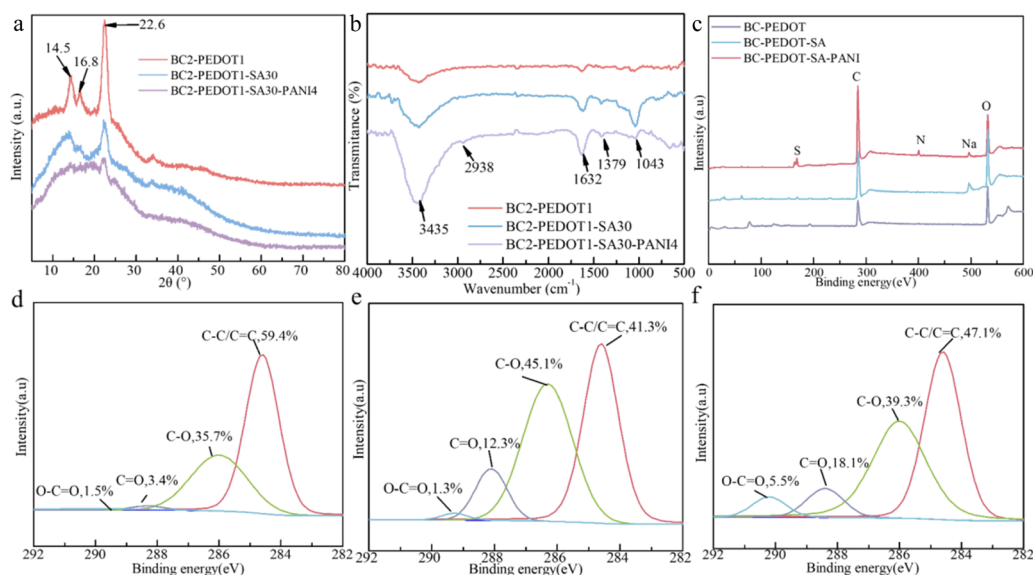 a
14.5
16.8
22.6
BC2-PEDOT1
BC2-PEDOT1-SA30
BC2-PEDOT1-SA30-PANI4
Intensity (a.u.)
10 20 30 40 50 60 70 80
2θ (°)
b
Transmittance (%)
2938
3435
1632
1379
1043
BC2-PEDOT1
BC2-PEDOT1-SA30
BC2-PEDOT1-SA30-PANI4
4000 3500 3000 2500 2000 1500 1000 500
Wavenumber (cm⁻¹)
c
BC-PEDOT
BC-PEDOT-SA
BC-PEDOT-SA-PANI
C
O
S
N
Na
Intensity (a.u.)
0 100 200 300 400 500 600
Binding energy(eV)
d
C-C/C=C,59.4%
C-O,35.7%
C=O,3.4%
O-C=O,1.5%
Intensity(a.u)
292 290 288 286 284 282
Binding energy(eV)
e
C-C/C=C,41.3%
C-O,45.1%
C=O,12.3%
O-C=O,1.3%
Intensity(a.u)
292 290 288 286 284 282
Binding energy(eV)
f
C-C/C=C,47.1%
C-O,39.3%
C=O,18.1%
O-C=O,5.5%
Intensity(a.u)
292 290 288 286 284 282
Binding energy(eV)